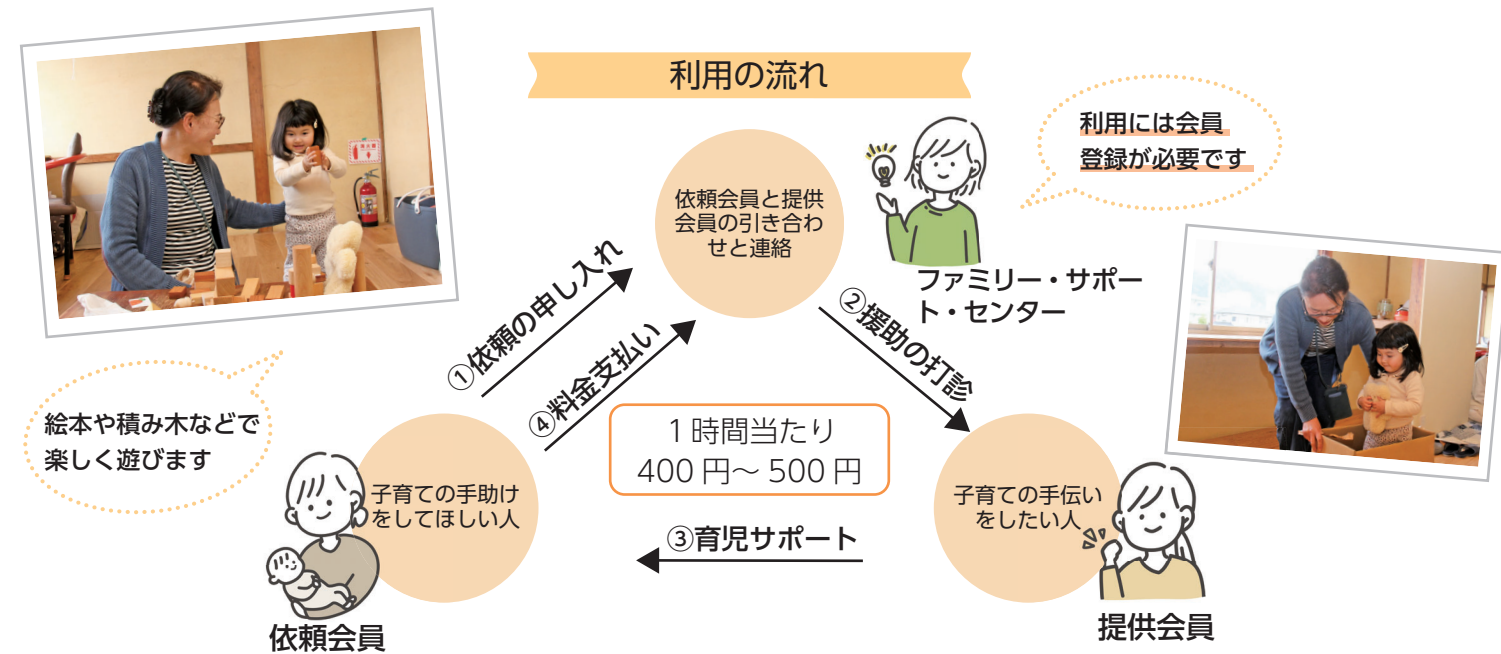 利用の流れ
利用には会員
登録が必要です
依頼会員と提供
会員の引き合わ
せと連絡
ファミリー・サポー
ト・センター
①依頼の申し入れ
④料金支払い
②援助の打診
絵本や積み木などで
楽しく遊びます
1時間当たり
400円～500円
子育ての手助け
をしてほしい人
子育ての手伝い
をしたい人
③育児サポート
依頼会員
提供会員